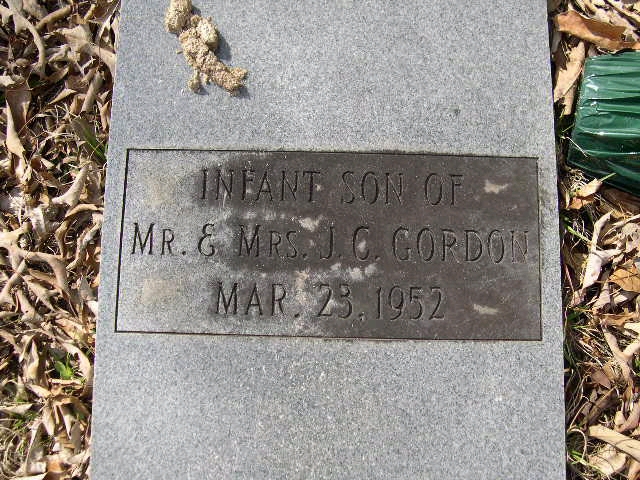 INFANT SON OF
MR. & MRS. J. C. GORDON
MAR. 23, 1952